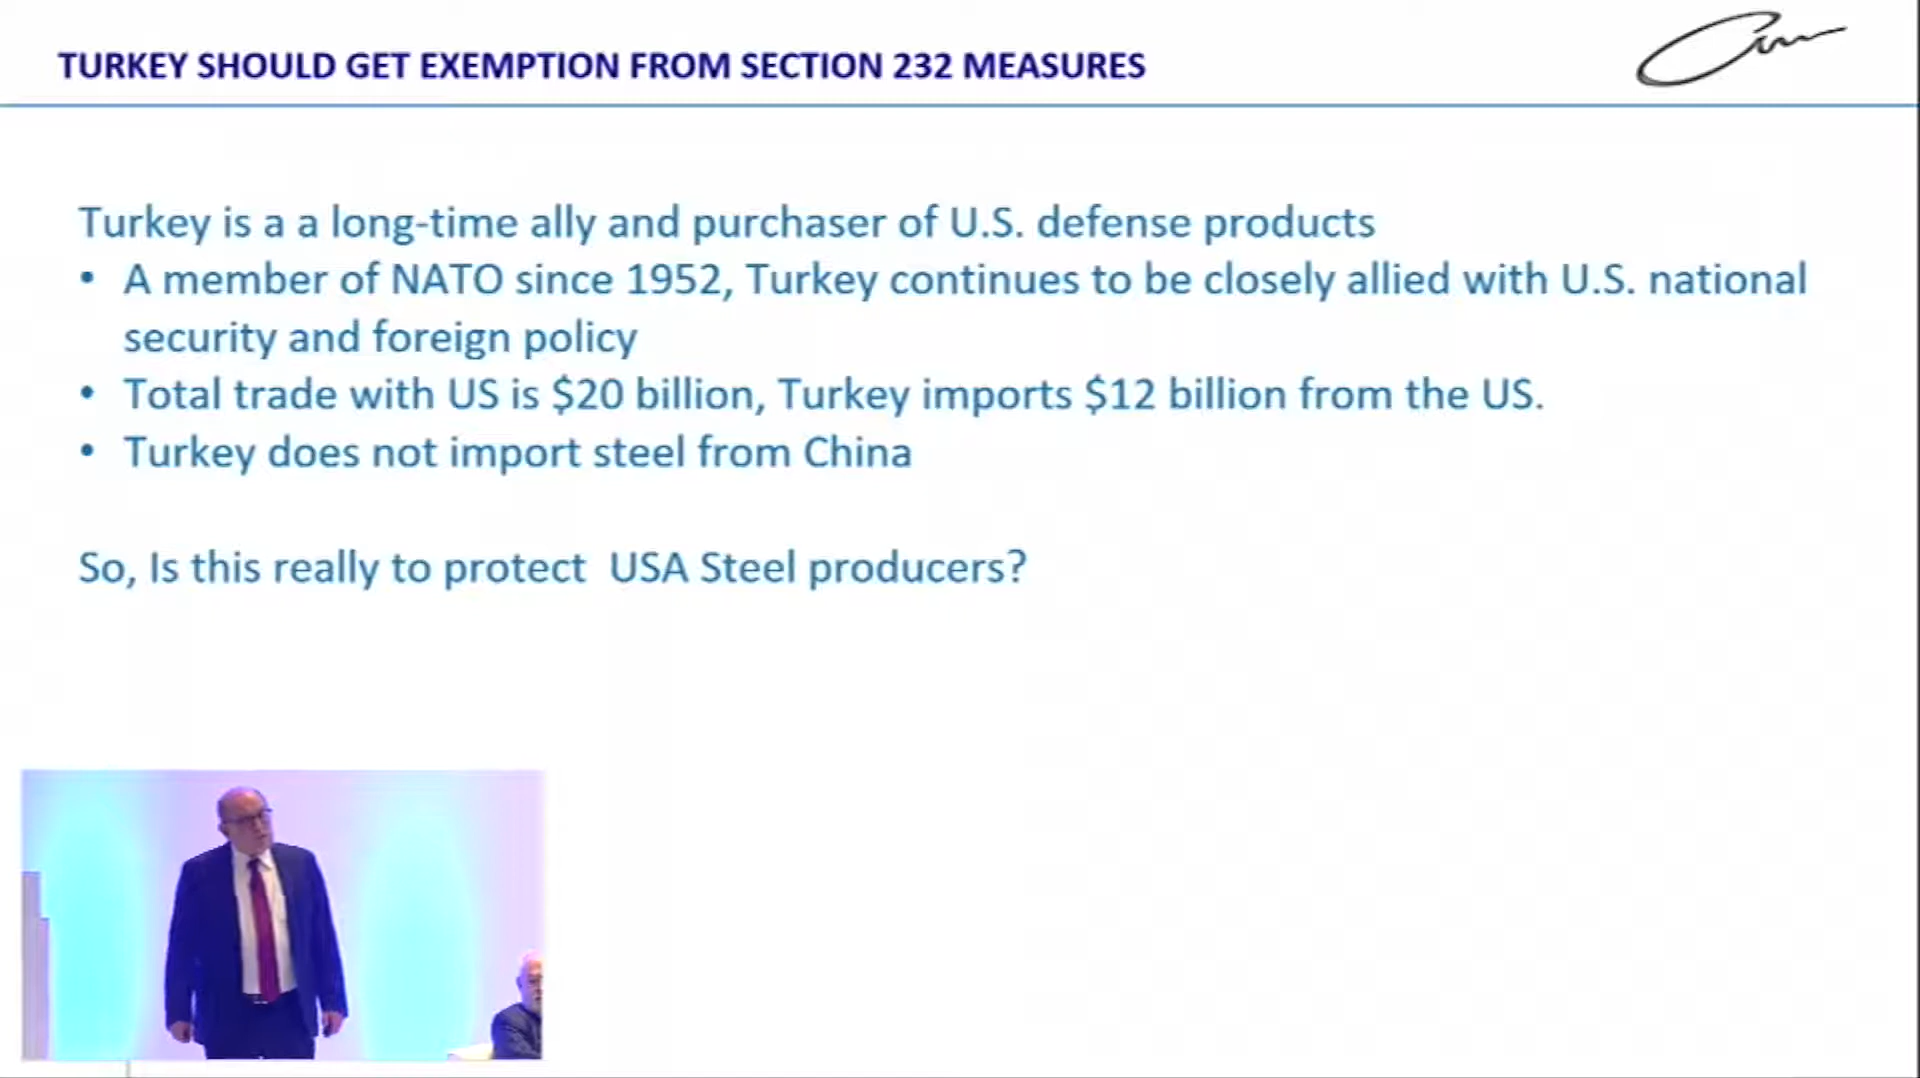 TURKEY SHOULD GET EXEMPTION FROM SECTION 232 MEASURES
Turkey is a a long-time ally and purchaser of U.S. defense products
• A member of NATO since 1952, Turkey continues to be closely allied with U.S. national
security and foreign policy
• Total trade with US is $20 billion, Turkey imports $12 billion from the US.
• Turkey does not import steel from China
So, Is this really to protect  USA Steel producers?